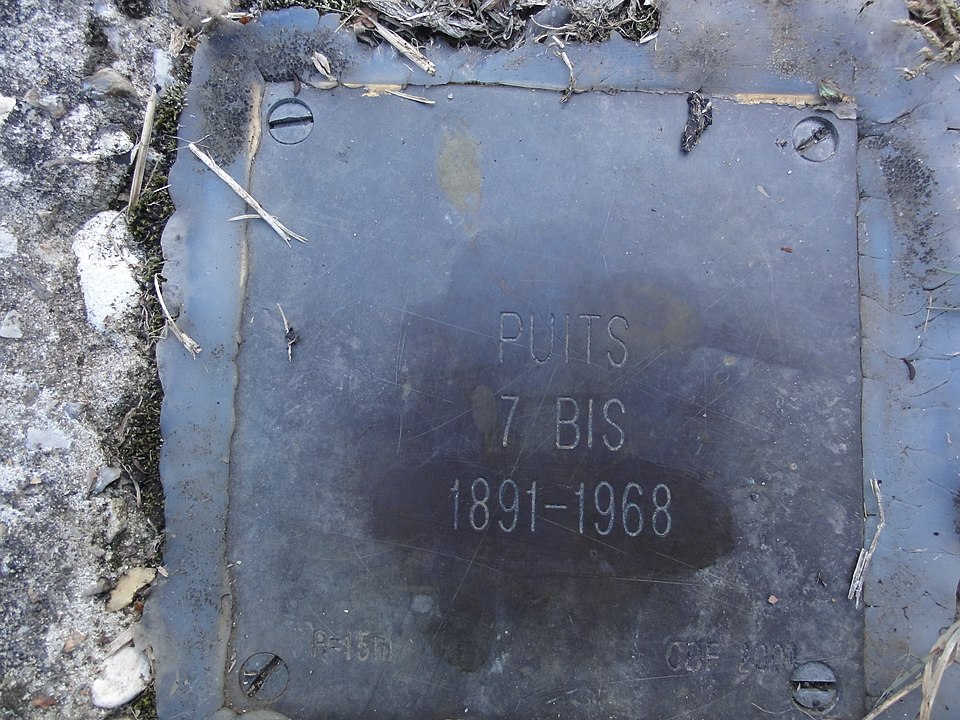 PUITS
7 BIS
1891-1968
R=15m CDF